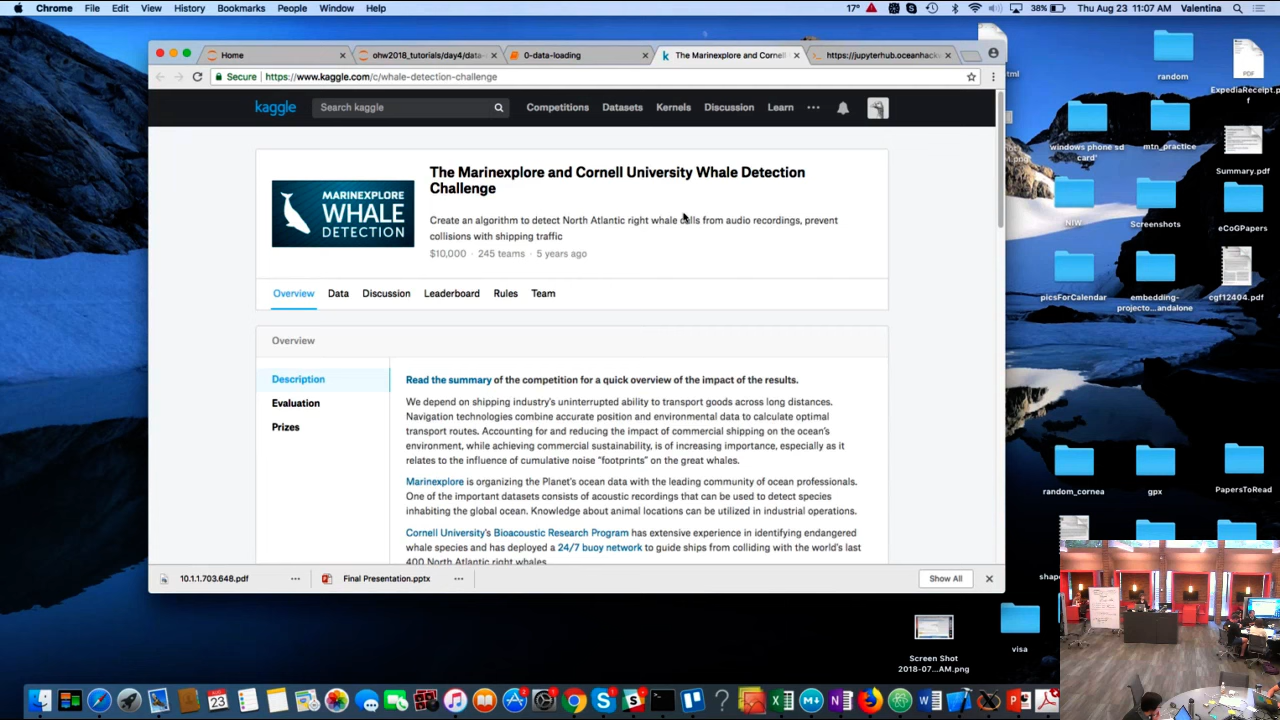 Chrome File Edit View History Bookmarks People Window Help
17° 38% Thu Aug 23 11:07 AM Valentina
Home
ohw2018_tutorials/day4/data-
0-data-loading
The Marinexplore and Cornell
https://jupyterhub.oceanhack
Secure https://www.kaggle.com/c/whale-detection-challenge
kaggle Search kaggle Competitions Datasets Kernels Discussion Learn
MARINEXPLORE
WHALE
DETECTION
The Marinexplore and Cornell University Whale Detection
Challenge
Create an algorithm to detect North Atlantic right whale calls from audio recordings, prevent
collisions with shipping traffic
$10,000 · 245 teams · 5 years ago
Overview Data Discussion Leaderboard Rules Team
Overview
Description
Evaluation
Prizes
Read the summary of the competition for a quick overview of the impact of the results.
We depend on shipping industry's uninterrupted ability to transport goods across long distances.
Navigation technologies combine accurate position and environmental data to calculate optimal
transport routes. Accounting for and reducing the impact of commercial shipping on the ocean's
environment, while achieving commercial sustainability, is of increasing importance, especially as it
relates to the influence of cumulative noise "footprints" on the great whales.
Marinexplore is organizing the Planet's ocean data with the leading community of ocean professionals.
One of the important datasets consists of acoustic recordings that can be used to detect species
inhabiting the global ocean. Knowledge about animal locations can be utilized in industrial operations.
Cornell University's Bioacoustic Research Program has extensive experience in identifying endangered
whale species and has deployed a 24/7 buoy network to guide ships from colliding with the world's last
400 North Atlantic right whales.
10.1.1.703.648.pdf
Final Presentation.pptx
Show All
html
random
PDF
ExpediaReceipt.pd
f
windows phone sd
card'
mtn_practice
Summary.pdf
NIW
Screenshots
eCoGPapers
picsForCalendar
embedding-
projecto...andalone
cgf12404.pdf
random_cornea
gpx
PapersToRead
shape
Screen Shot
2018-07...AM.png
visa
23